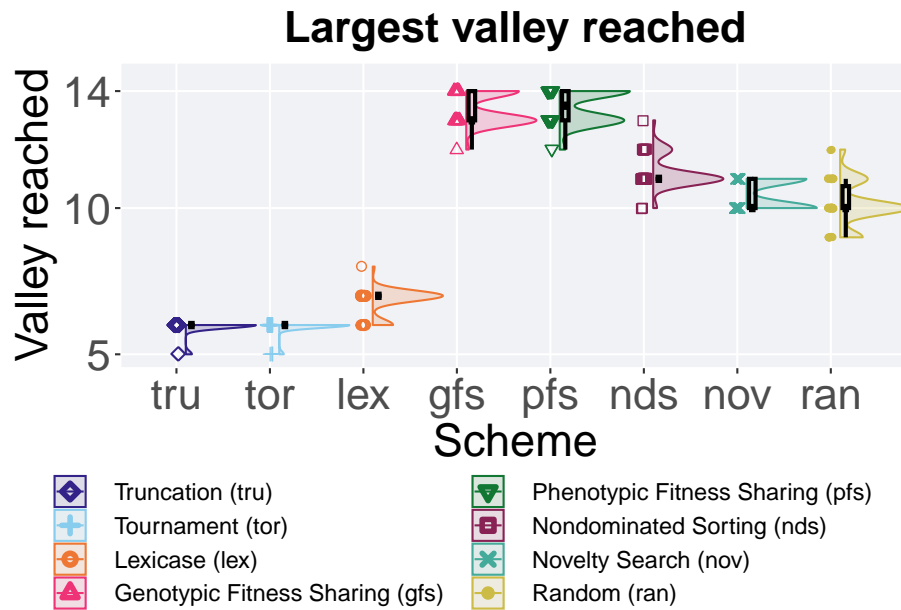 Largest valley reached
Valley reached
14
10
5
tru tor lex gfs pfs nds nov ran
Scheme
Truncation (tru)
Tournament (tor)
Lexicase (lex)
Genotypic Fitness Sharing (gfs)
Phenotypic Fitness Sharing (pfs)
Nondominated Sorting (nds)
Novelty Search (nov)
Random (ran)